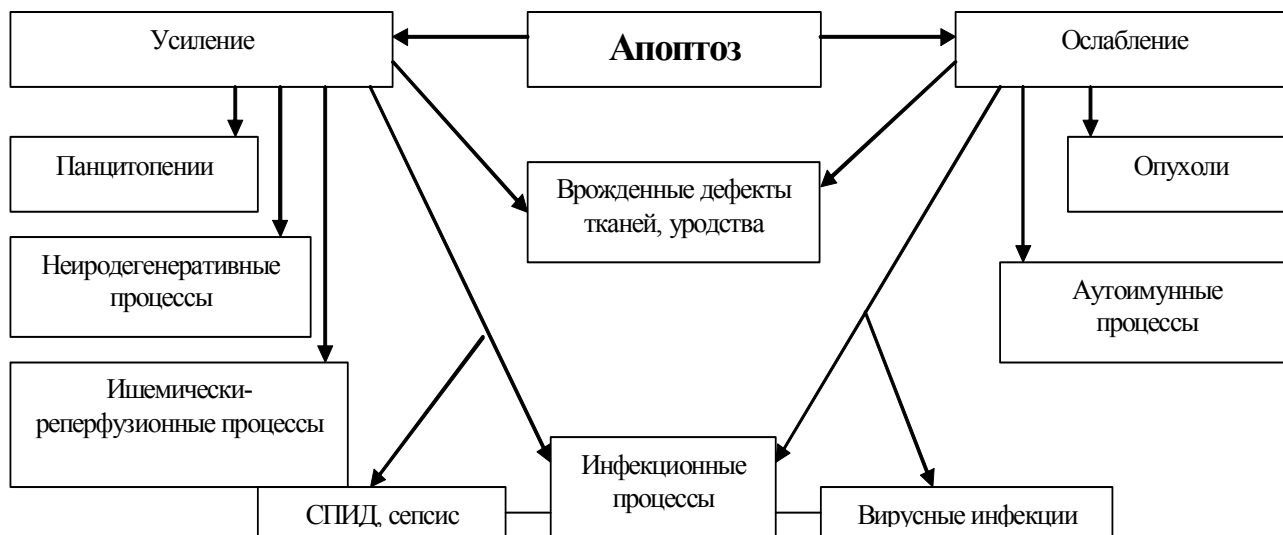 Усиление
Апоптоз
Ослабление
Панцитопении
Опухоли
Врожденные дефекты
тканей, уродства
Неиродегенеративные
процессы
Аутоимунные
процессы
Ишемически-
реперфузионные процессы
Инфекционные
процессы
СПИД, сепсис
Вирусные инфекции